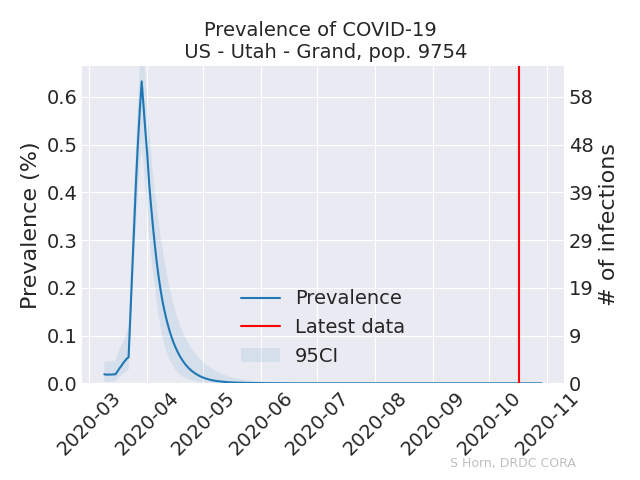 Prevalence of COVID-19
US - Utah - Grand, pop. 9754
Prevalence (%)
0.6
0.5
0.4
0.3
0.2
0.1
0.0
58
48
39
29
19
9
0
# of infections
Prevalence
Latest data
95CI
2020-03
2020-04
2020-05
2020-06
2020-07
2020-08
2020-09
2020-10
2020-11
S Horn, DRDC CORA